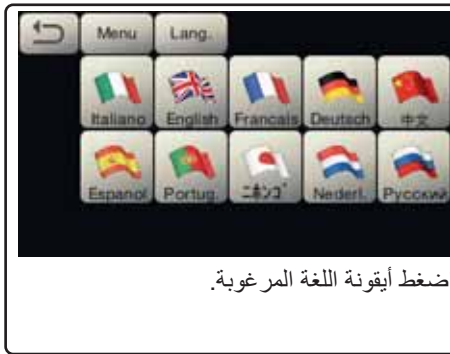 Menu Lang.
Italiano English Francais Deutsch 中文
Espanol Portug. ニホンゴ Nederl. Русский
ضغط أيقونة اللغة المرغوبة.